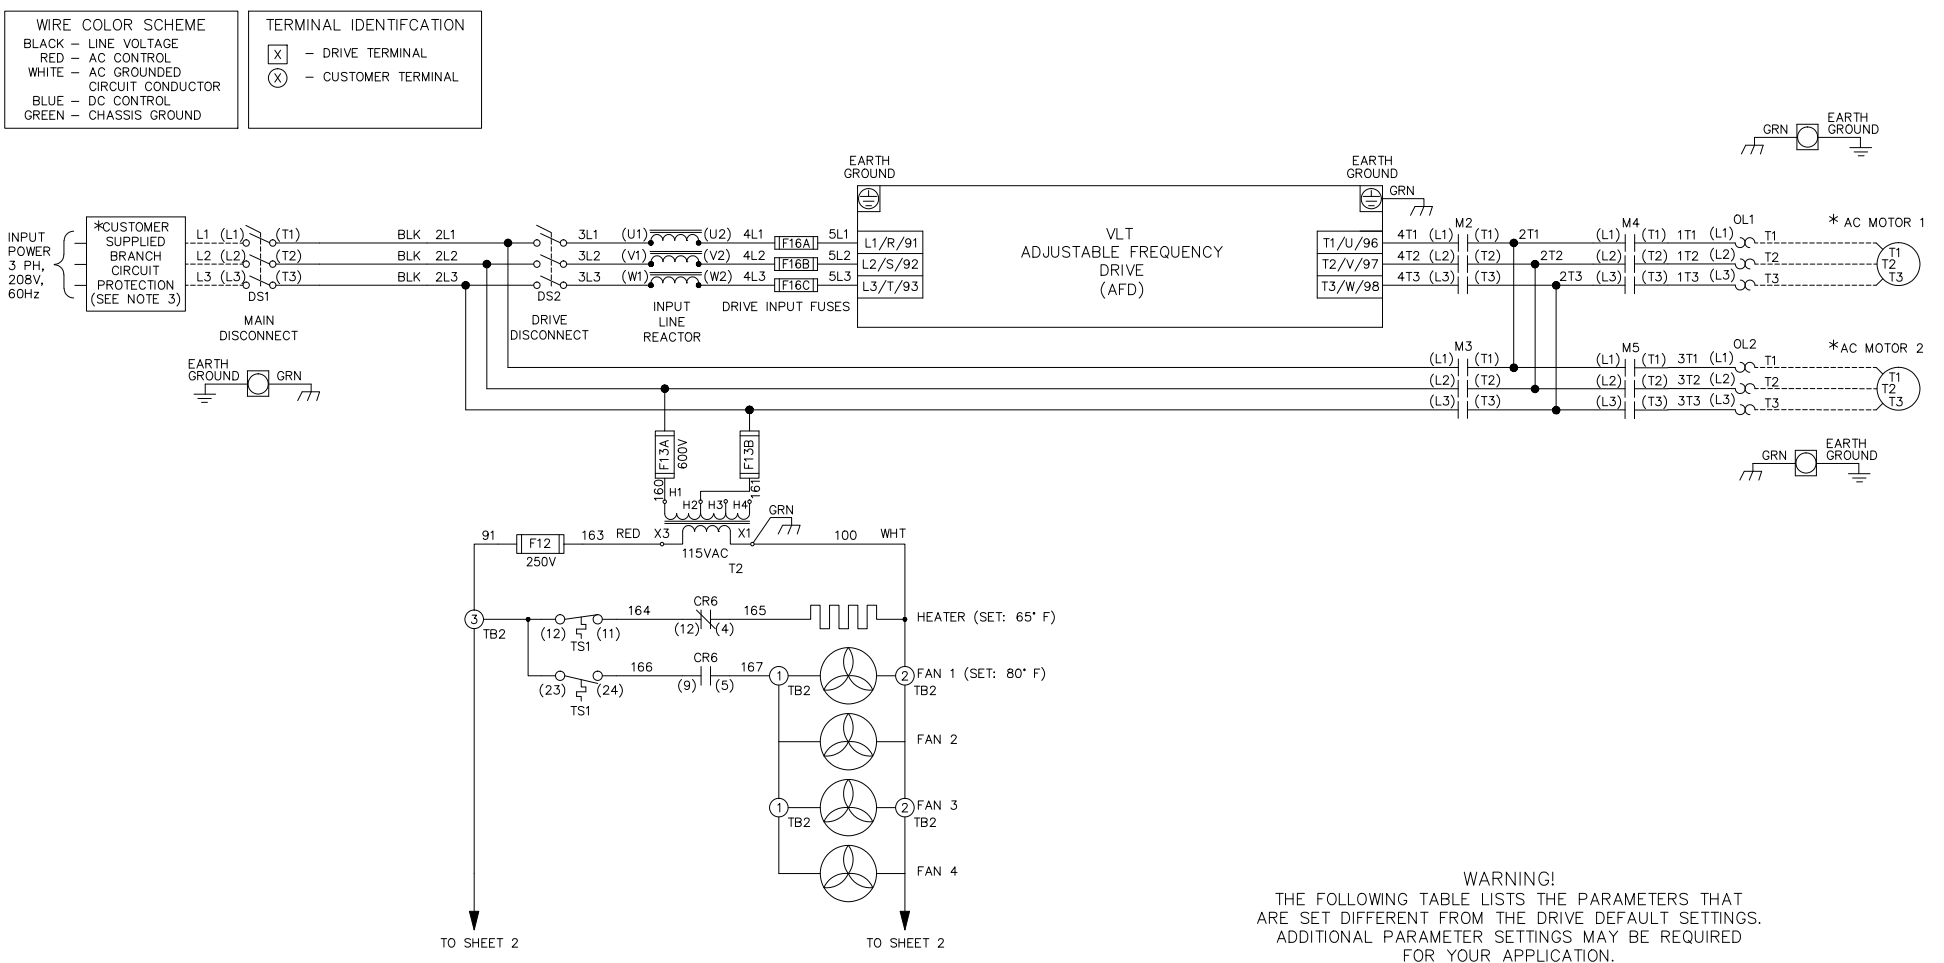 WIRE COLOR SCHEME
BLACK – LINE VOLTAGE
RED – AC CONTROL
WHITE – AC GROUNDED
CIRCUIT CONDUCTOR
BLUE – DC CONTROL
GREEN – CHASSIS GROUND
TERMINAL IDENTIFCATION
X – DRIVE TERMINAL
X – CUSTOMER TERMINAL
INPUT
POWER
3 PH,
208V,
60Hz
*CUSTOMER
SUPPLIED
BRANCH
CIRCUIT
PROTECTION
(SEE NOTE 3)
L1 (L1) (T1) BLK 2L1 3L1 (U1) (U2) 4L1 F16A 5L1 L1/R/91
L2 (L2) (T2) BLK 2L2 3L2 (V1) (V2) 4L2 F16B 5L2 L2/S/92
L3 (L3) (T3) BLK 2L3 3L3 (W1) (W2) 4L3 F16C 5L3 L3/T/93
DS1
MAIN
DISCONNECT
DS2
DRIVE
DISCONNECT
INPUT
LINE
REACTOR
DRIVE INPUT FUSES
EARTH
GROUND
VLT
ADJUSTABLE FREQUENCY
DRIVE
(AFD)
EARTH
GROUND
GRN
M2 M4 OL1
T1/U/96 4T1 (L1) (T1) 2T1 (L1) (T1) 1T1 (L1) T1
T2/V/97 4T2 (L2) (T2) 2T2 (L2) (T2) 1T2 (L2) T2
T3/W/98 4T3 (L3) (T3) 2T3 (L3) (T3) 1T3 (L3) T3
* AC MOTOR 1
T1
T2
T3
GRN
EARTH
GROUND
M3 M5 OL2
(L1) (T1) (L1) (T1) 3T1 (L1) T1
(L2) (T2) (L2) (T2) 3T2 (L2) T2
(L3) (T3) (L3) (T3) 3T3 (L3) T3
*AC MOTOR 2
T1
T2
T3
GRN
EARTH
GROUND
EARTH
GROUND
GRN
F13A
600V
F13B
160
161
H1
H2 H3 H4
GRN
91 F12 163 RED X3 X1 100 WHT
250V
115VAC
T2
3
TB2
(12) (11)
TS1
164
CR6
(12) (4)
165
HEATER (SET: 65° F)
(23) (24)
TS1
166
CR6
(9) (5)
167
1
TB2
2
TB2
FAN 1 (SET: 80° F)
FAN 2
1
TB2
2
TB2
FAN 3
FAN 4
TO SHEET 2
TO SHEET 2
WARNING!
THE FOLLOWING TABLE LISTS THE PARAMETERS THAT
ARE SET DIFFERENT FROM THE DRIVE DEFAULT SETTINGS.
ADDITIONAL PARAMETER SETTINGS MAY BE REQUIRED
FOR YOUR APPLICATION.